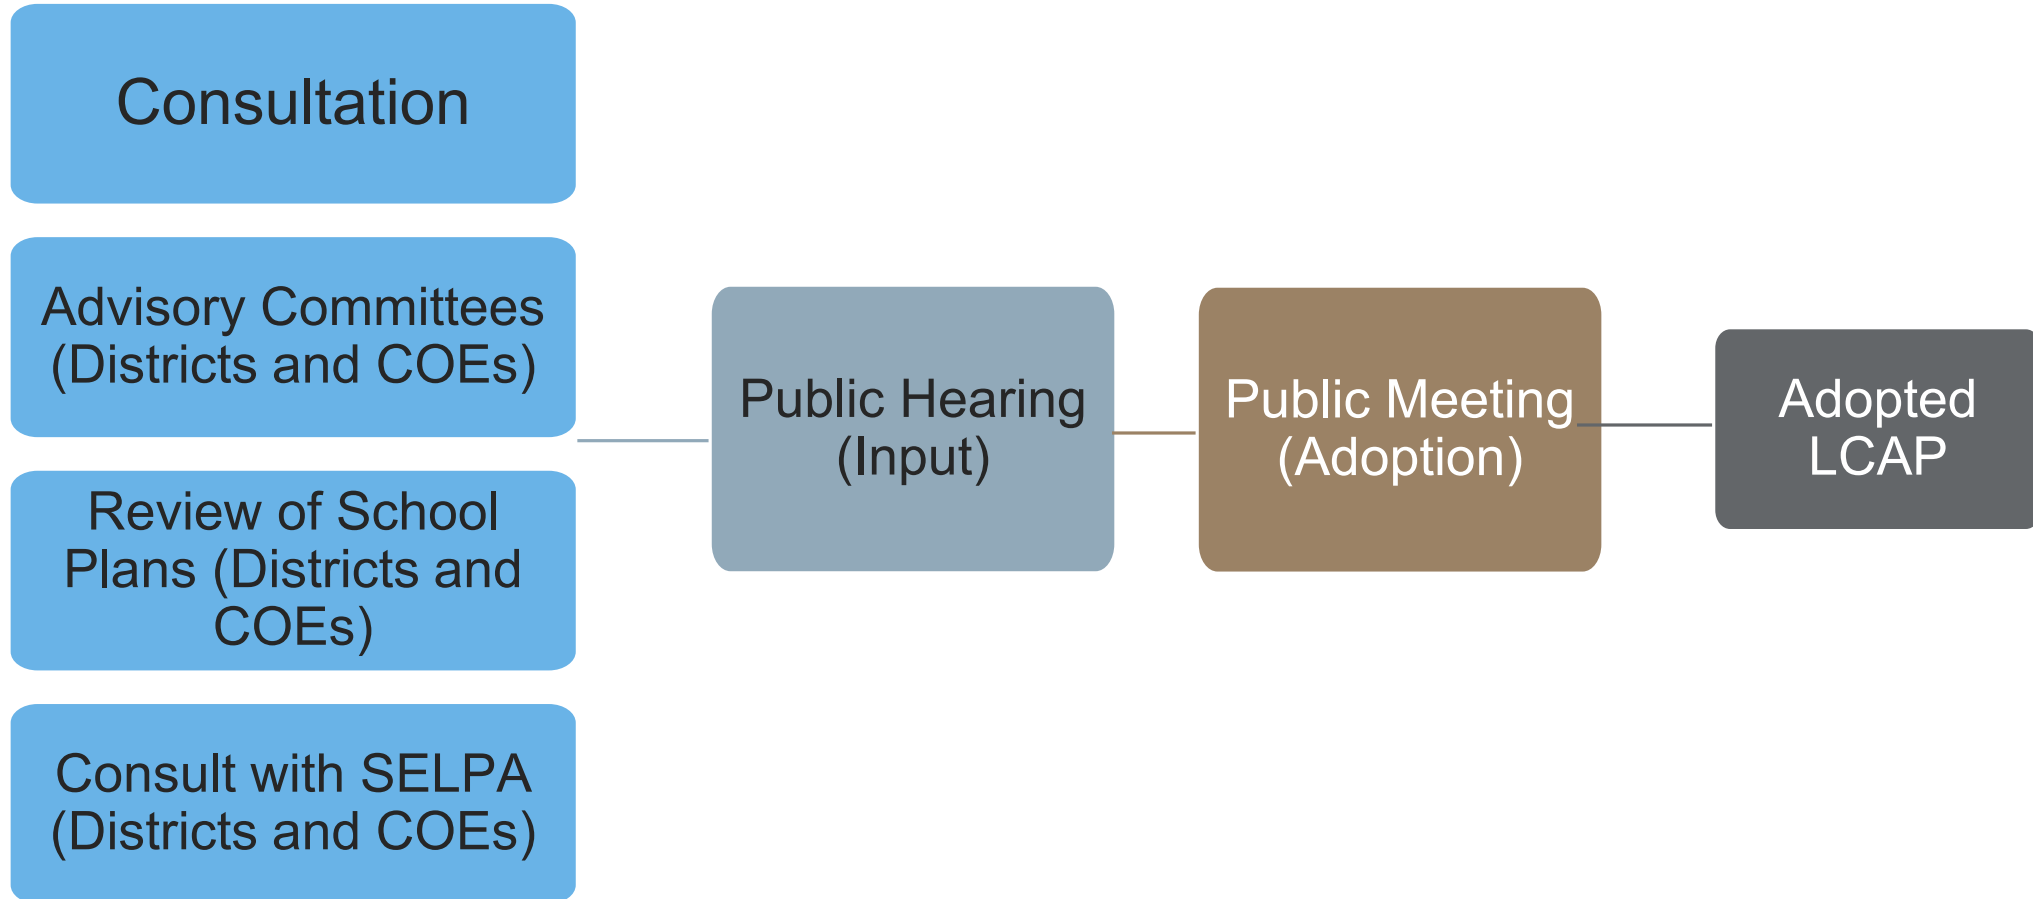 Consultation
Advisory Committees
(Districts and COEs)
Review of School
Plans (Districts and
COEs)
Consult with SELPA
(Districts and COEs)
Public Hearing
(Input)
Public Meeting
(Adoption)
Adopted
LCAP